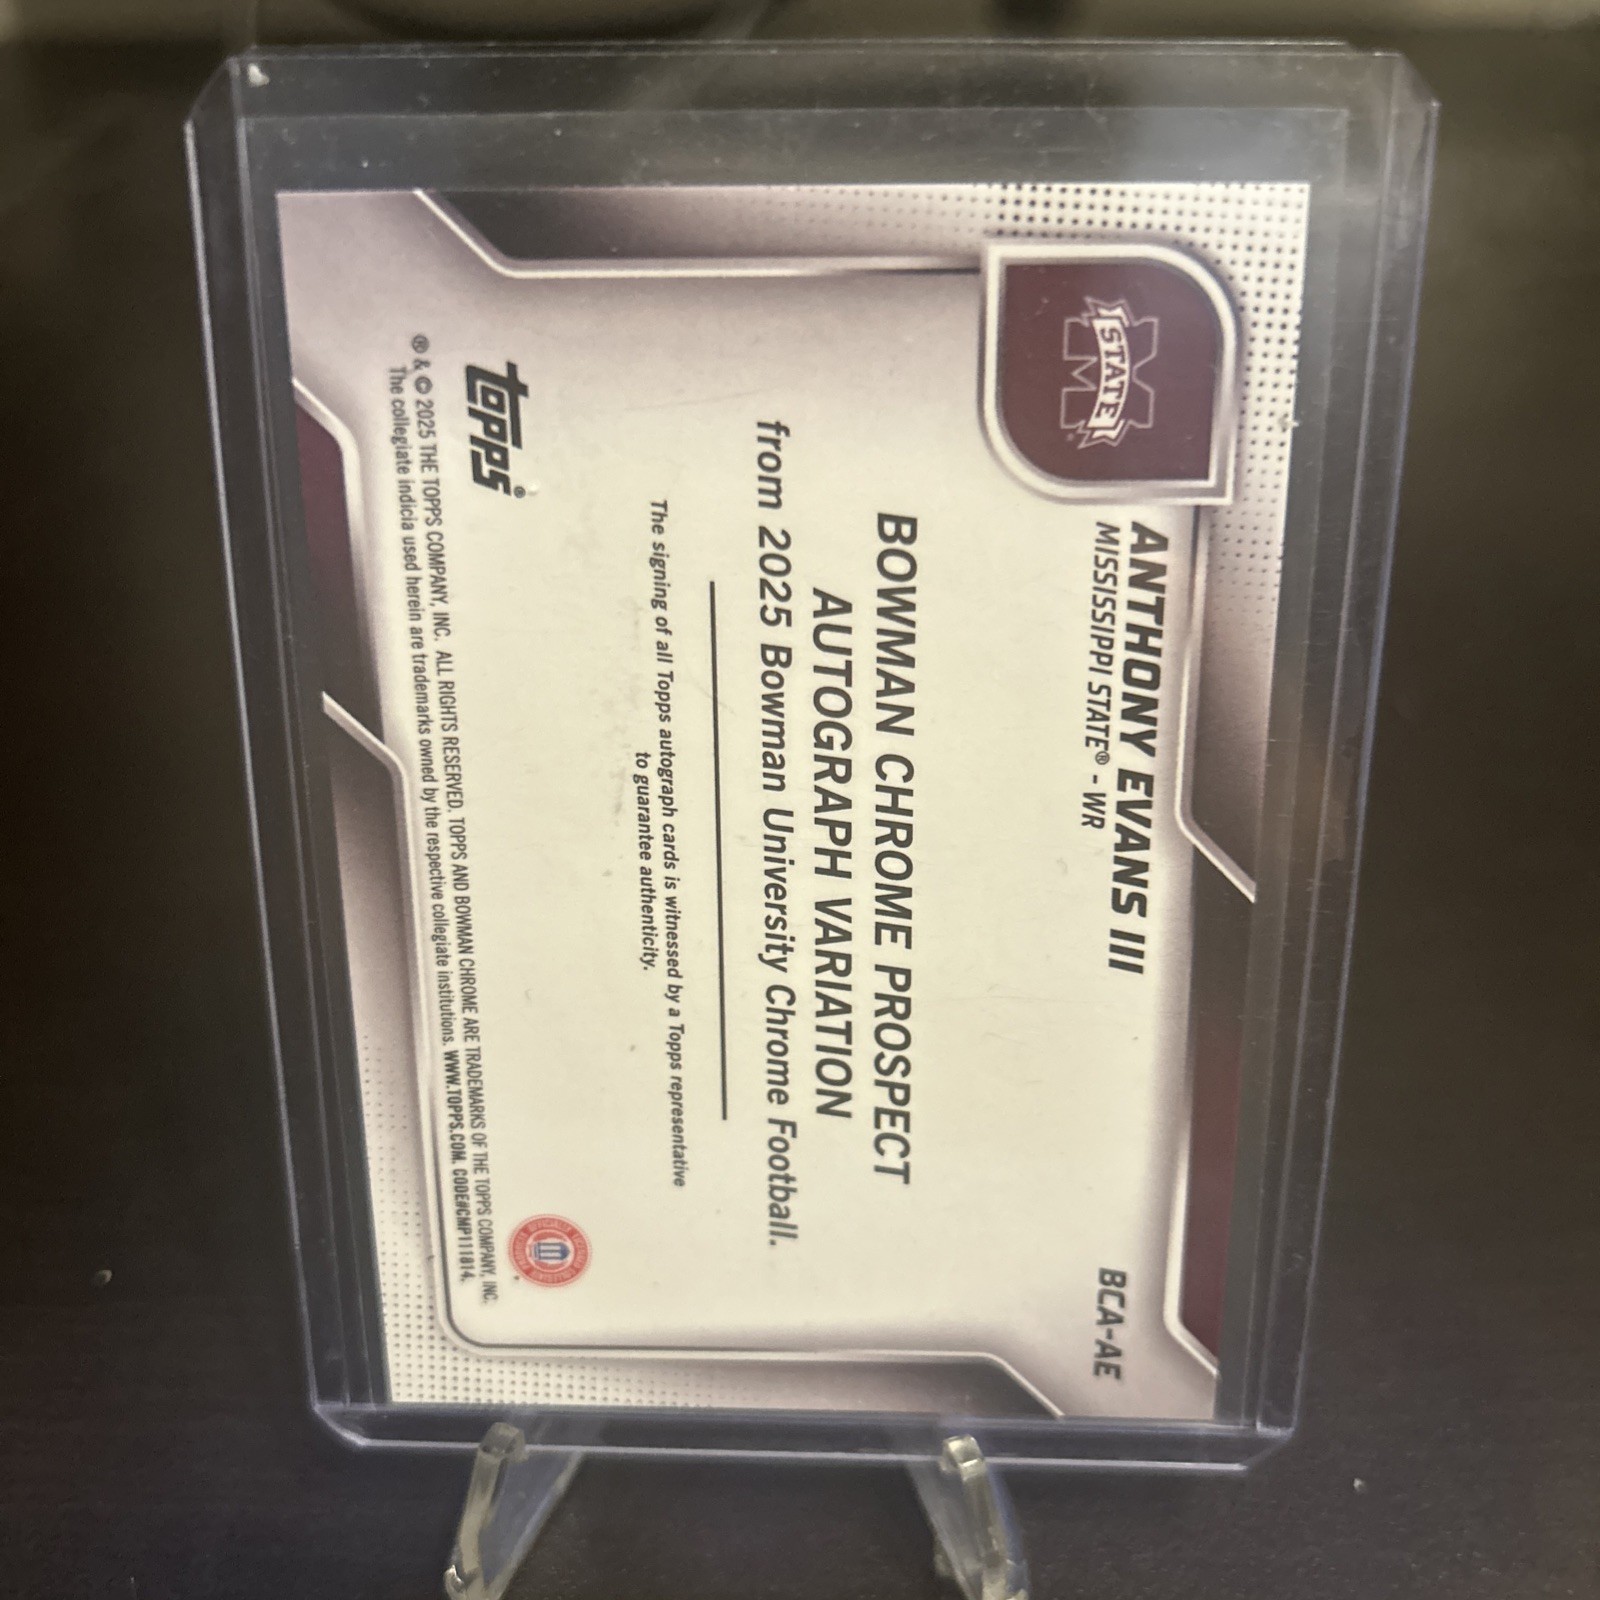 STATE
ANTHONY EVANS III
MISSISSIPPI STATE® - WR
BCA-AE
BOWMAN CHROME PROSPECT
AUTOGRAPH VARIATION
from 2025 Bowman University Chrome Football.
The signing of all Topps autograph cards is witnessed by a Topps representative
to guarantee authenticity.
topps®
® & © 2025 THE TOPPS COMPANY, INC. ALL RIGHTS RESERVED. TOPPS AND BOWMAN CHROME ARE TRADEMARKS OF THE TOPPS COMPANY, INC.
The collegiate indicia used herein are trademarks owned by the respective collegiate institutions. WWW.TOPPS.COM. CODE#CMP111814.